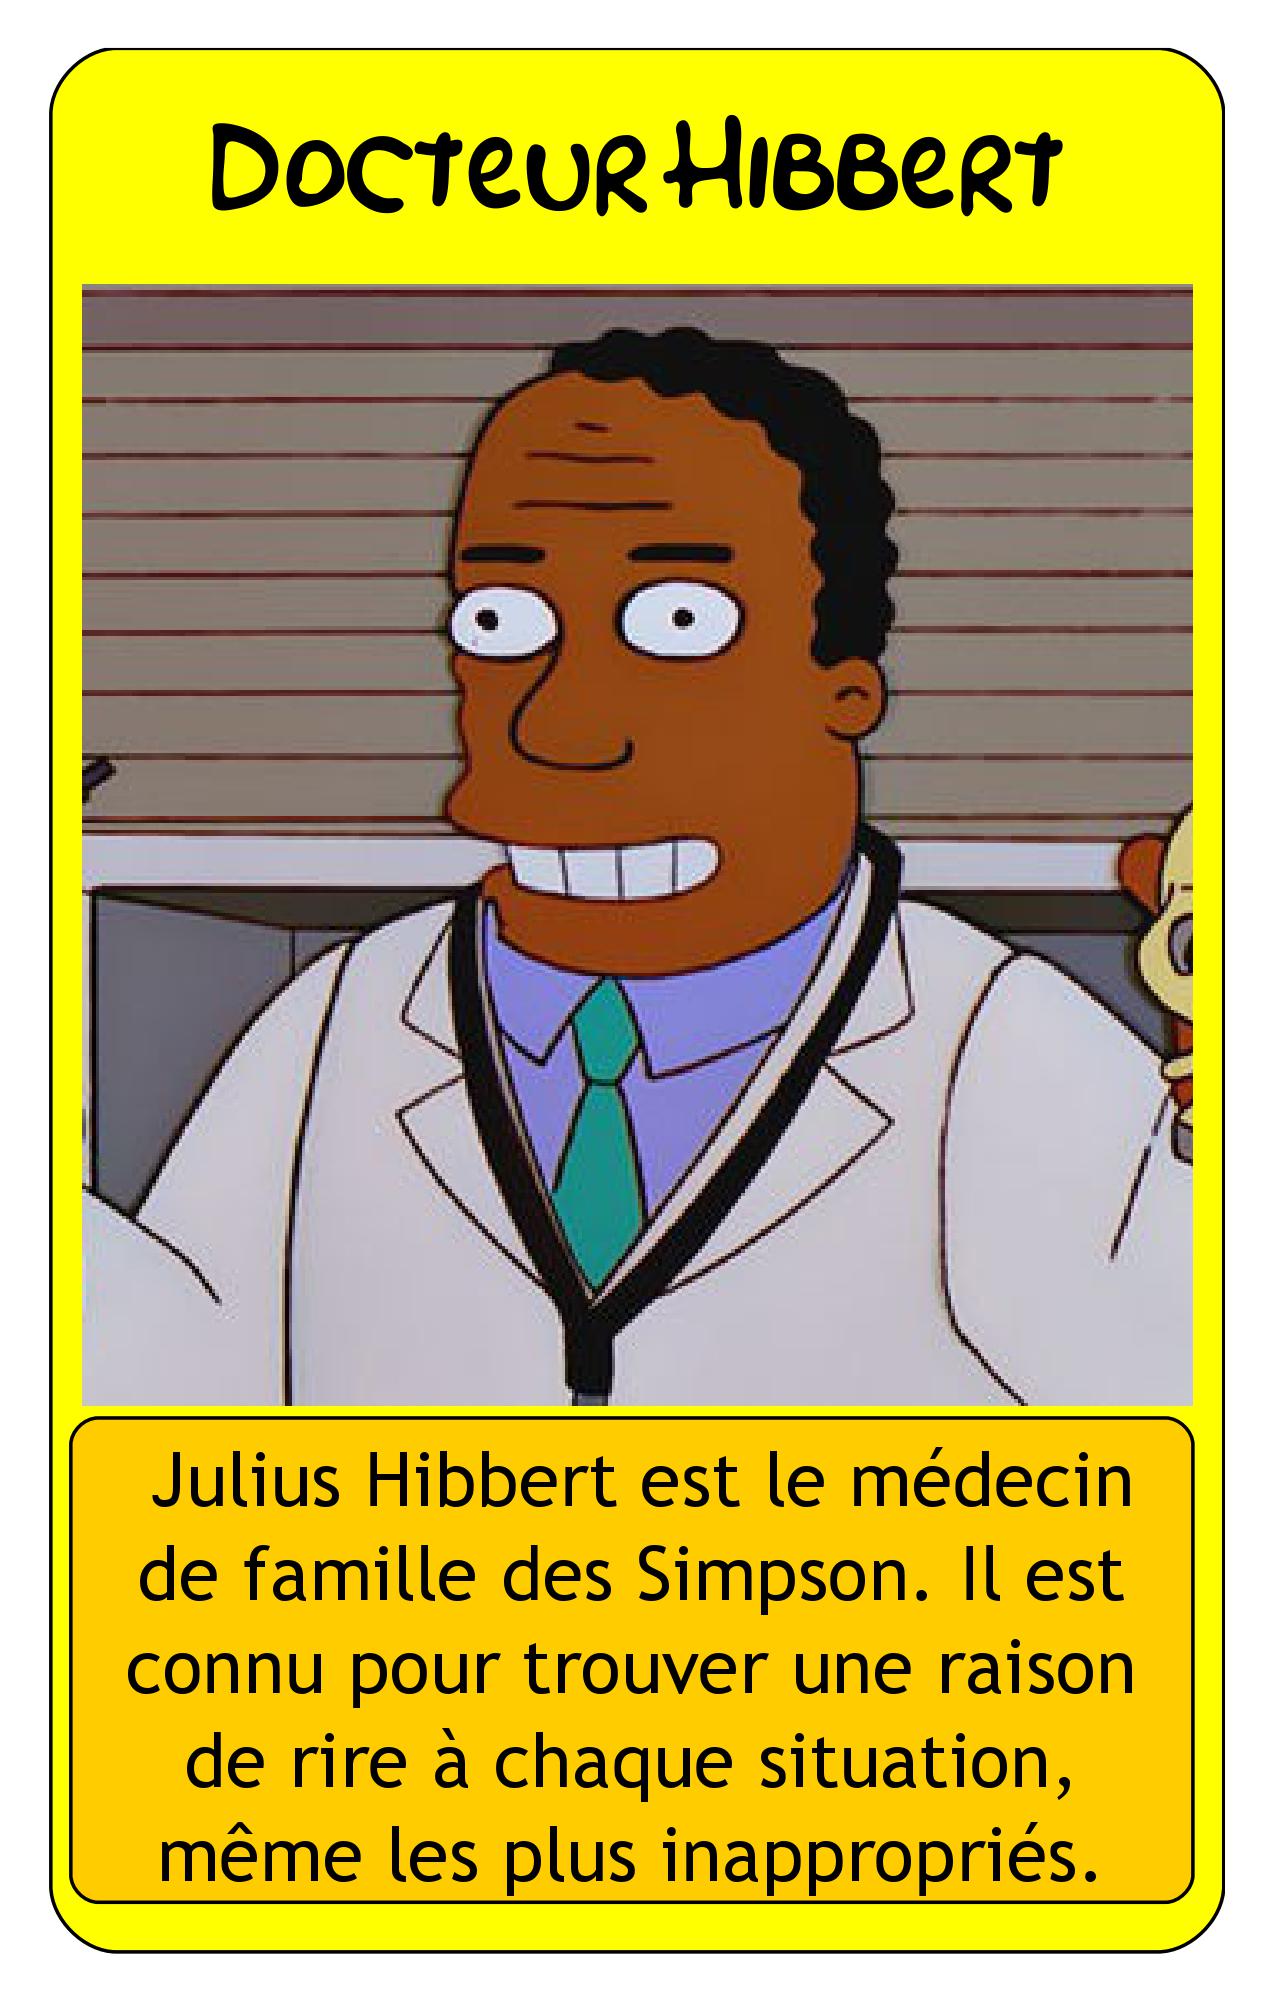 Docteur Hibbert
Julius Hibbert est le médecin
de famille des Simpson. Il est
connu pour trouver une raison
de rire à chaque situation,
même les plus inappropriés.